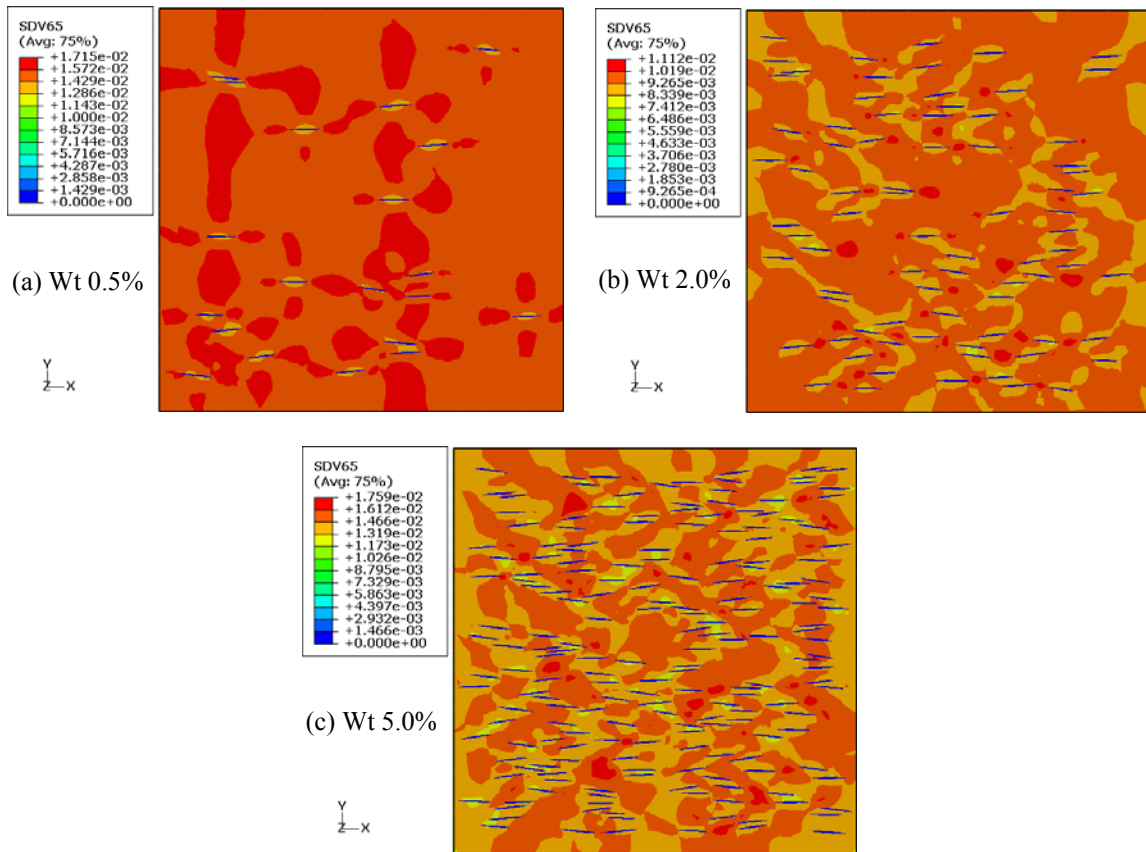 SDV65
(Avg: 75%)
+1.715e-02
+1.572e-02
+1.429e-02
+1.286e-02
+1.143e-02
+1.000e-02
+8.573e-03
+7.144e-03
+5.716e-03
+4.287e-03
+2.858e-03
+1.429e-03
+0.000e+00
(a) Wt 0.5%
Y
Z X
SDV65
(Avg: 75%)
+1.112e-02
+1.019e-02
+9.265e-03
+8.339e-03
+7.412e-03
+6.486e-03
+5.559e-03
+4.633e-03
+3.706e-03
+2.780e-03
+1.853e-03
+9.265e-04
+0.000e+00
(b) Wt 2.0%
Y
Z X
SDV65
(Avg: 75%)
+1.759e-02
+1.612e-02
+1.466e-02
+1.319e-02
+1.173e-02
+1.026e-02
+8.795e-03
+7.329e-03
+5.863e-03
+4.397e-03
+2.932e-03
+1.466e-03
+0.000e+00
(c) Wt 5.0%
Y
Z X